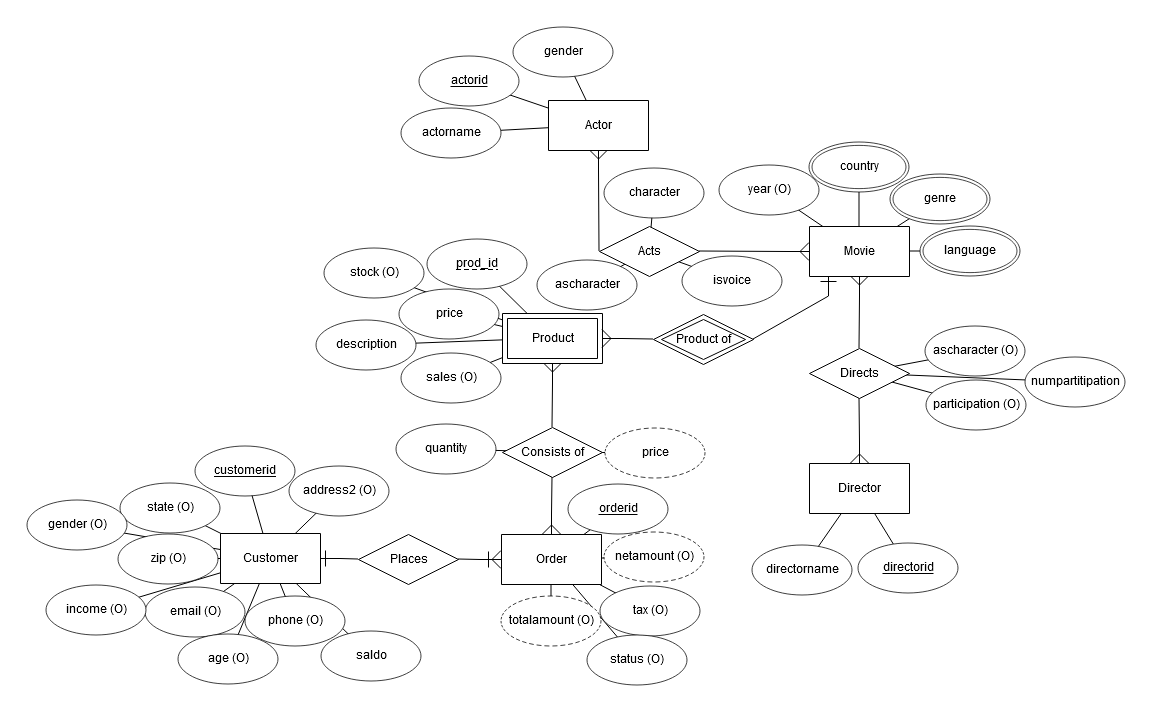 gender
actorid
Actor
actorname
country
character
year (O)
genre
Acts
Movie
language
stock (O)
prod_id
ascharacter
isvoice
price
description
Product
Product of
sales (O)
ascharacter (O)
Directs
numpartitipation
participation (O)
quantity
Consists of
price
customerid
address2 (O)
state (O)
gender (O)
orderid
Director
zip (O)
Customer
Places
Order
netamount (O)
directorname
directorid
income (O)
email (O)
phone (O)
totalamount (O)
tax (O)
age (O)
saldo
status (O)